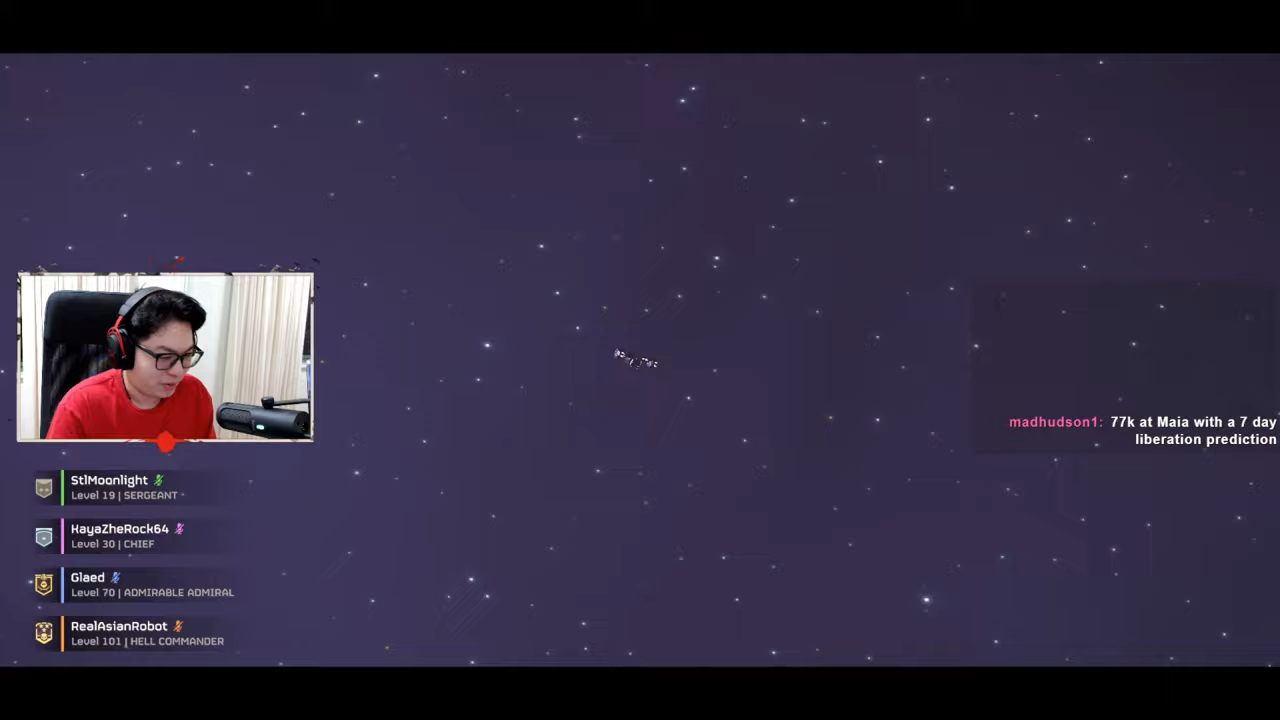 madhudson1: 77k at Maia with a 7 day
liberation prediction
StlMoonlight
Level 19 | SERGEANT
KayaZheRock64
Level 30 | CHIEF
Glaed
Level 70 | ADMIRABLE ADMIRAL
RealAsianRobot
Level 101 | HELL COMMANDER